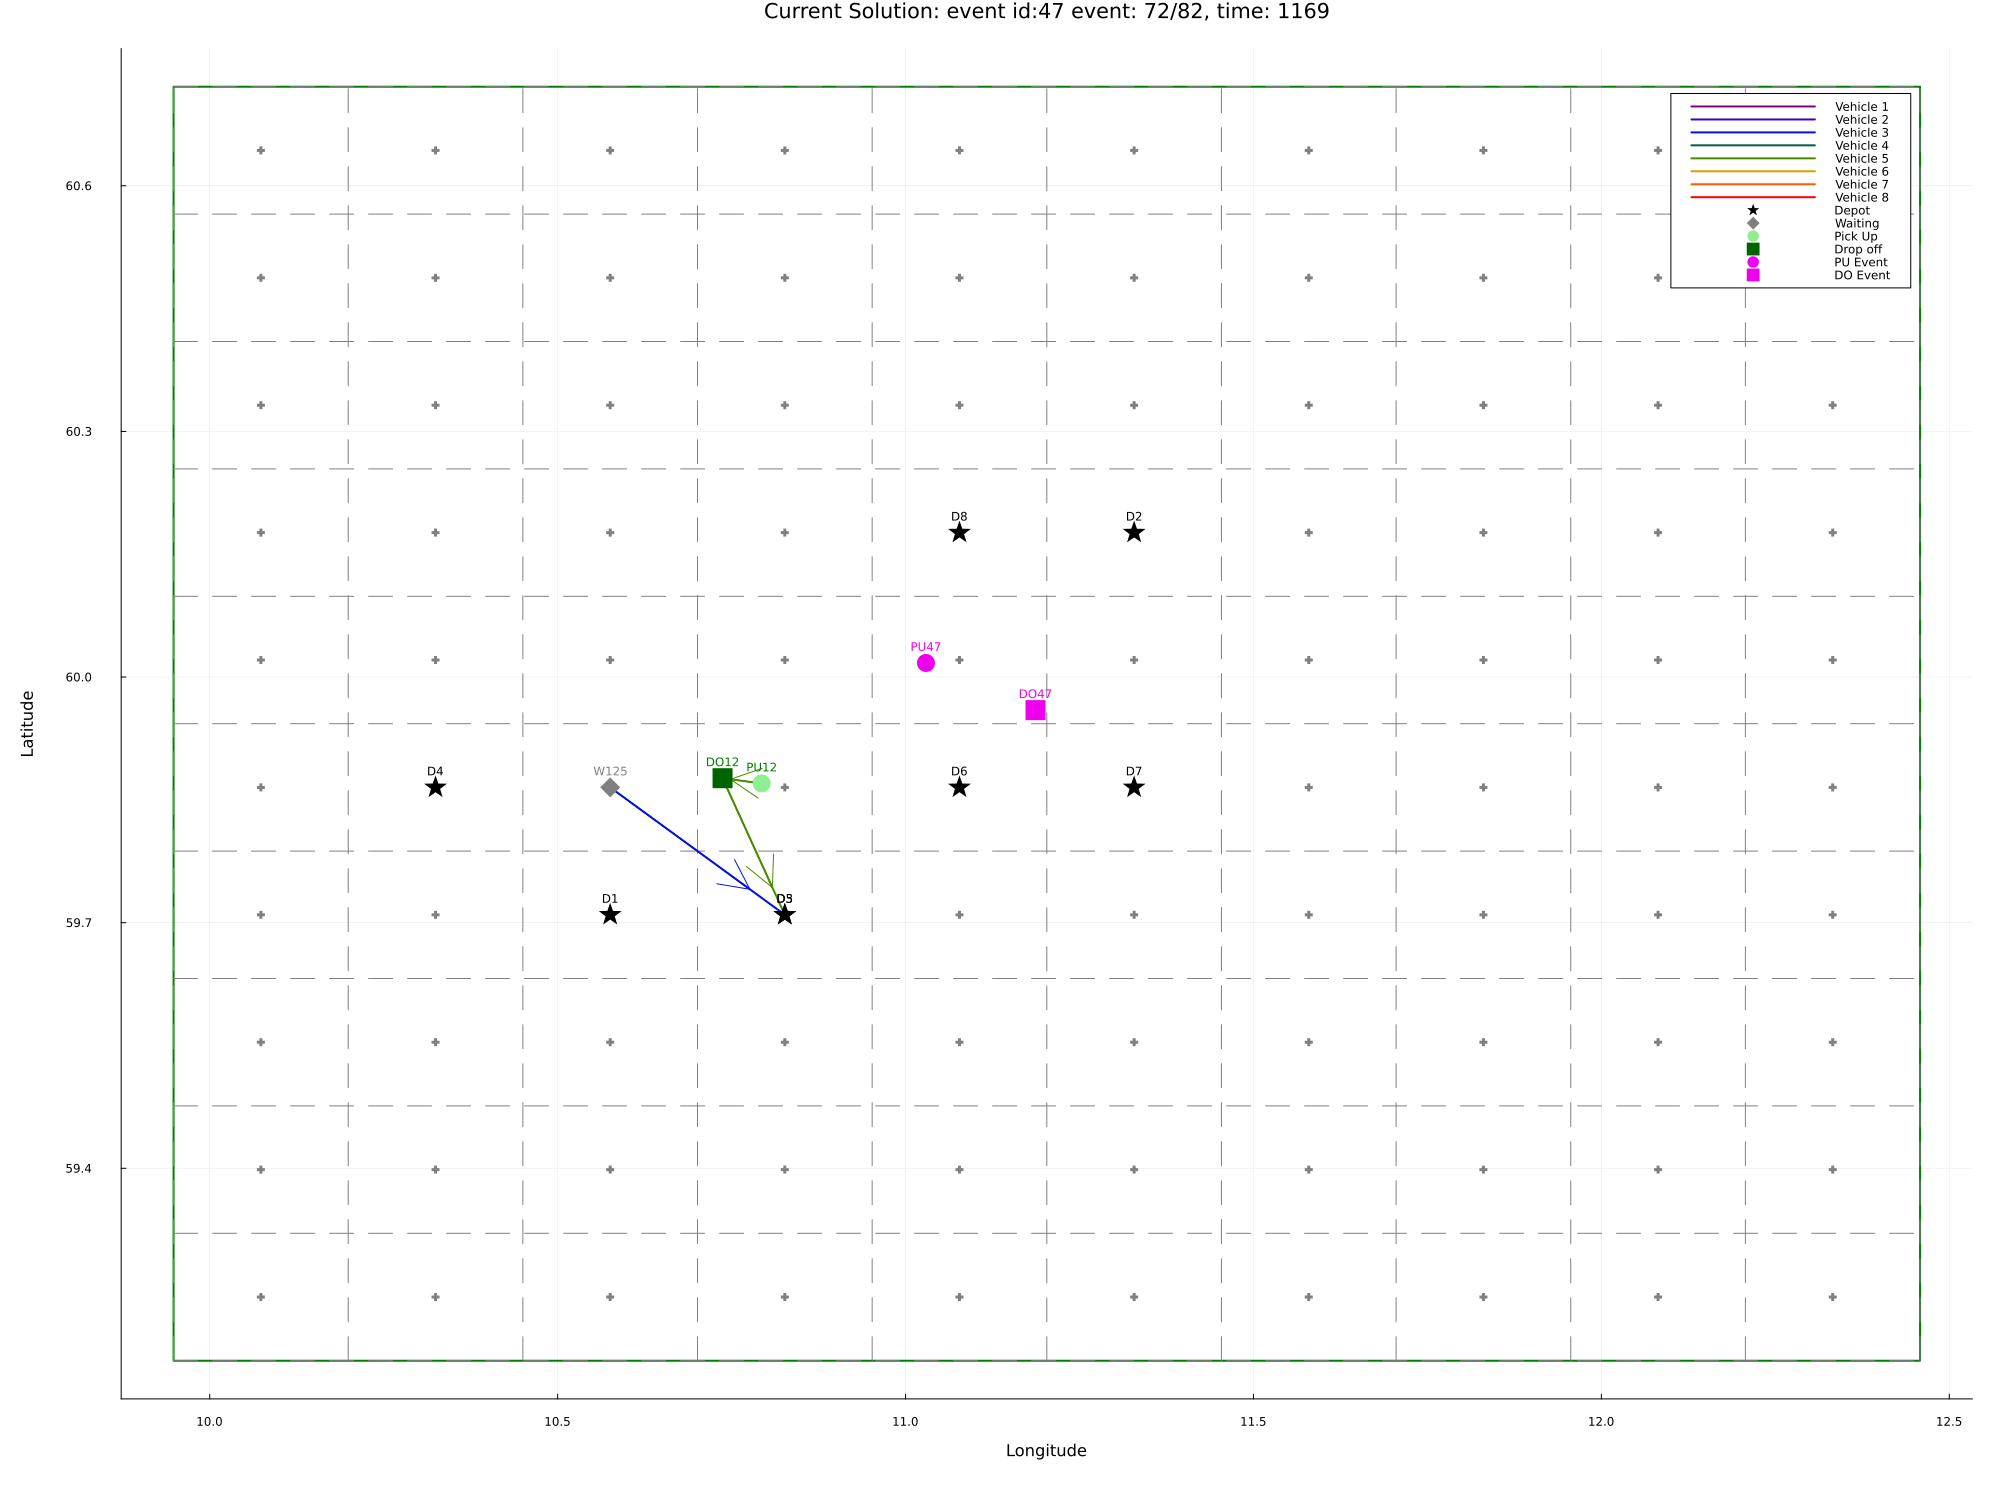 Current Solution: event id:47 event: 72/82, time: 1169
Vehicle 1
Vehicle 2
Vehicle 3
Vehicle 4
Vehicle 5
Vehicle 6
Vehicle 7
Vehicle 8
Depot
Waiting
Pick Up
Drop off
PU Event
DO Event
60.6
60.3
60.0
59.7
59.4
Latitude
D8
D2
PU47
DO47
D4
W125
DO12
PU12
D6
D7
D1
10.0
10.5
11.0
11.5
12.0
12.5
Longitude